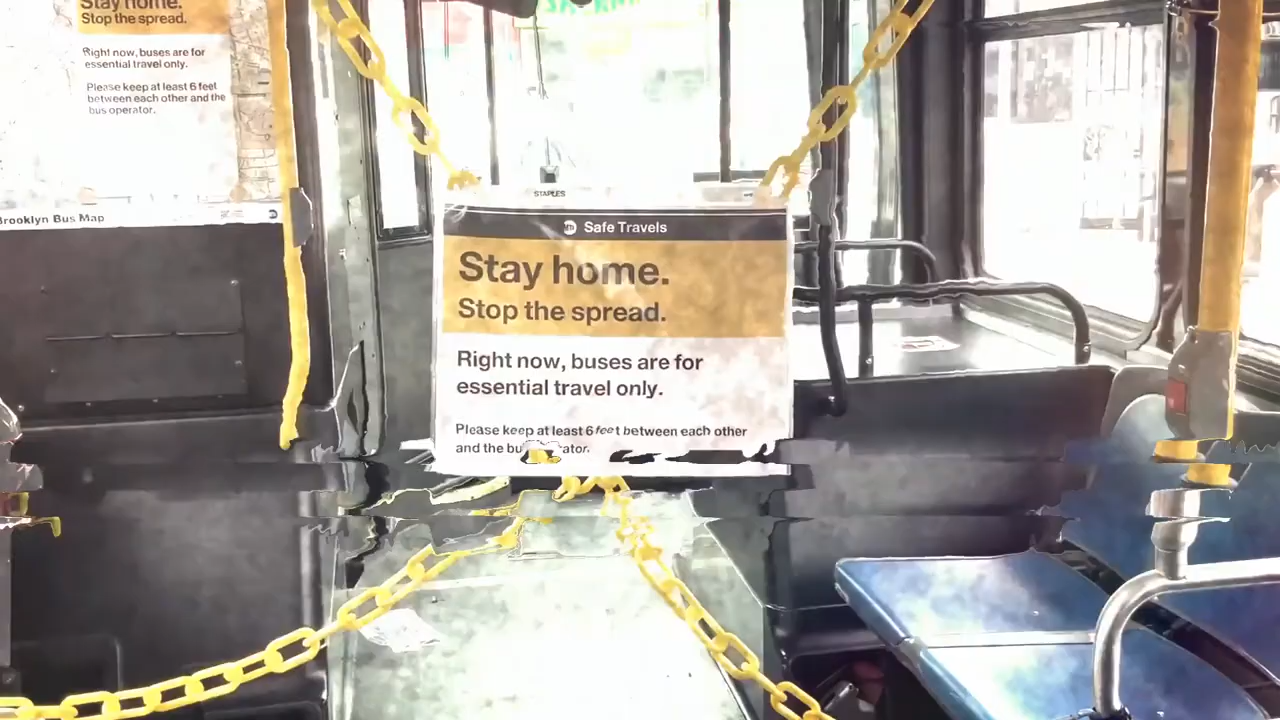 Stay home.
Stop the spread.
Right now, buses are for
essential travel only.
Please keep at least 6 feet
between each other and the
bus operator.
Brooklyn Bus Map
STAPLES
MTA Safe Travels
Stay home.
Stop the spread.
Right now, buses are for
essential travel only.
Please keep at least 6 feet between each other
and the